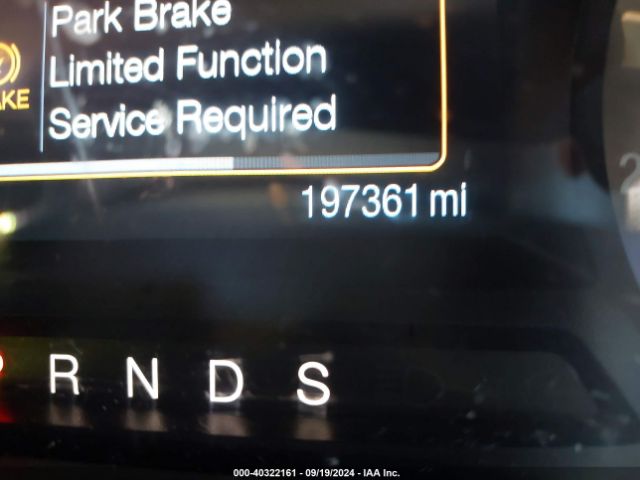 Park Brake
Limited Function
AKE
Service Required
197361 mi
P R N D S
000-40322161 - 09/19/2024 - IAA Inc.